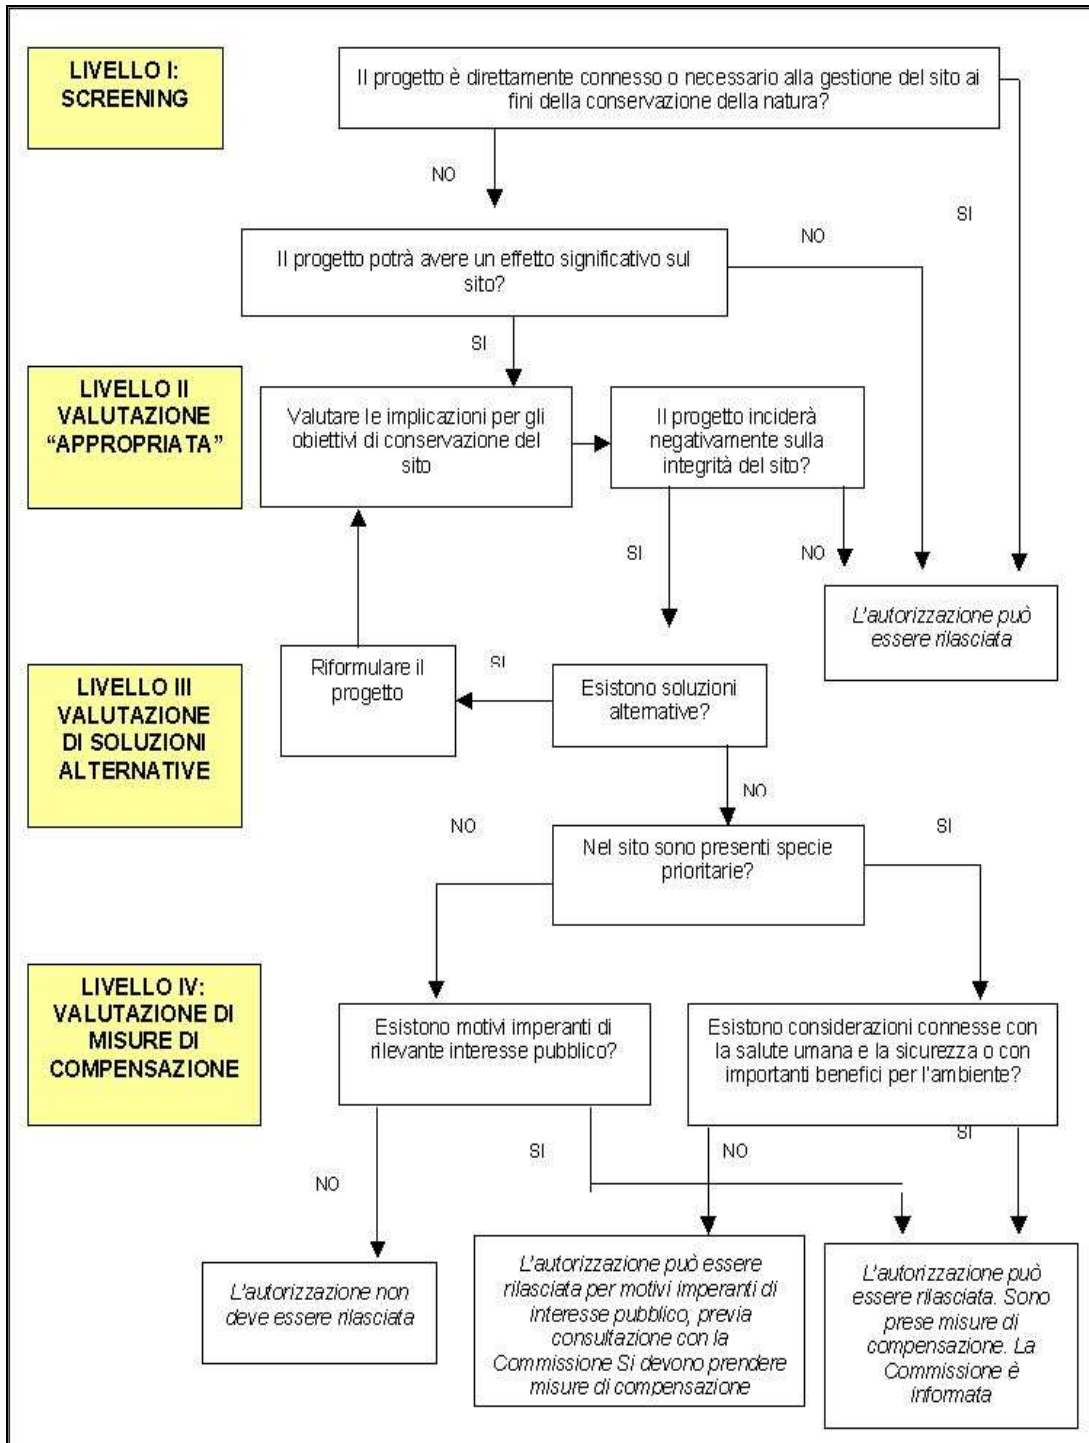 LIVELLO I:
SCREENING
Il progetto è direttamente connesso o necessario alla gestione del sito ai
fini della conservazione della natura?
NO
SI
Il progetto potrà avere un effetto significativo sul
sito?
NO
SI
LIVELLO II
VALUTAZIONE
“APPROPRIATA”
Valutare le implicazioni per gli
obiettivi di conservazione del
sito
Il progetto inciderà
negativamente sulla
integrità del sito?
SI
NO
L'autorizzazione può
essere rilasciata
LIVELLO III
VALUTAZIONE
DI SOLUZIONI
ALTERNATIVE
Riformulare il
progetto
SI
Esistono soluzioni
alternative?
NO
NO
SI
Nel sito sono presenti specie
prioritarie?
LIVELLO IV:
VALUTAZIONE DI
MISURE DI
COMPENSAZIONE
Esistono motivi imperanti di
rilevante interesse pubblico?
Esistono considerazioni connesse con
la salute umana e la sicurezza o con
importanti benefici per l'ambiente?
NO
SI
NO
SI
L'autorizzazione non
deve essere rilasciata
L'autorizzazione può essere
rilasciata per motivi imperanti di
interesse pubblico, previa
consultazione con la
Commissione Si devono prendere
misure di compensazione
L'autorizzazione può
essere rilasciata. Sono
prese misure di
compensazione. La
Commissione è
informata